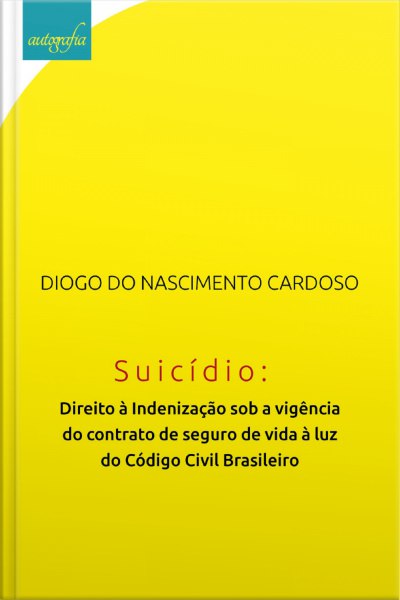 autografia
DIOGO DO NASCIMENTO CARDOSO
Suicídio:
Direito à Indenização sob a vigência
do contrato de seguro de vida à luz
do Código Civil Brasileiro